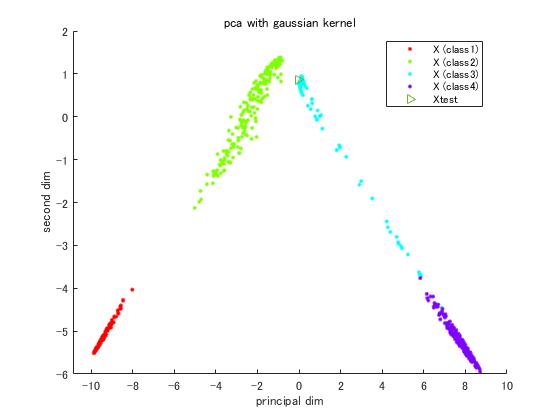 pca with gaussian kernel
X (class1)
X (class2)
X (class3)
X (class4)
Xtest
second dim
2
1
0
-1
-2
-3
-4
-5
-6
-10 -8 -6 -4 -2 0 2 4 6 8 10
principal dim